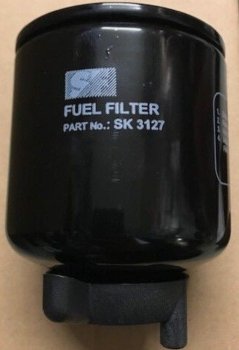 SF
FUEL FILTER
PART No.: SK 3127